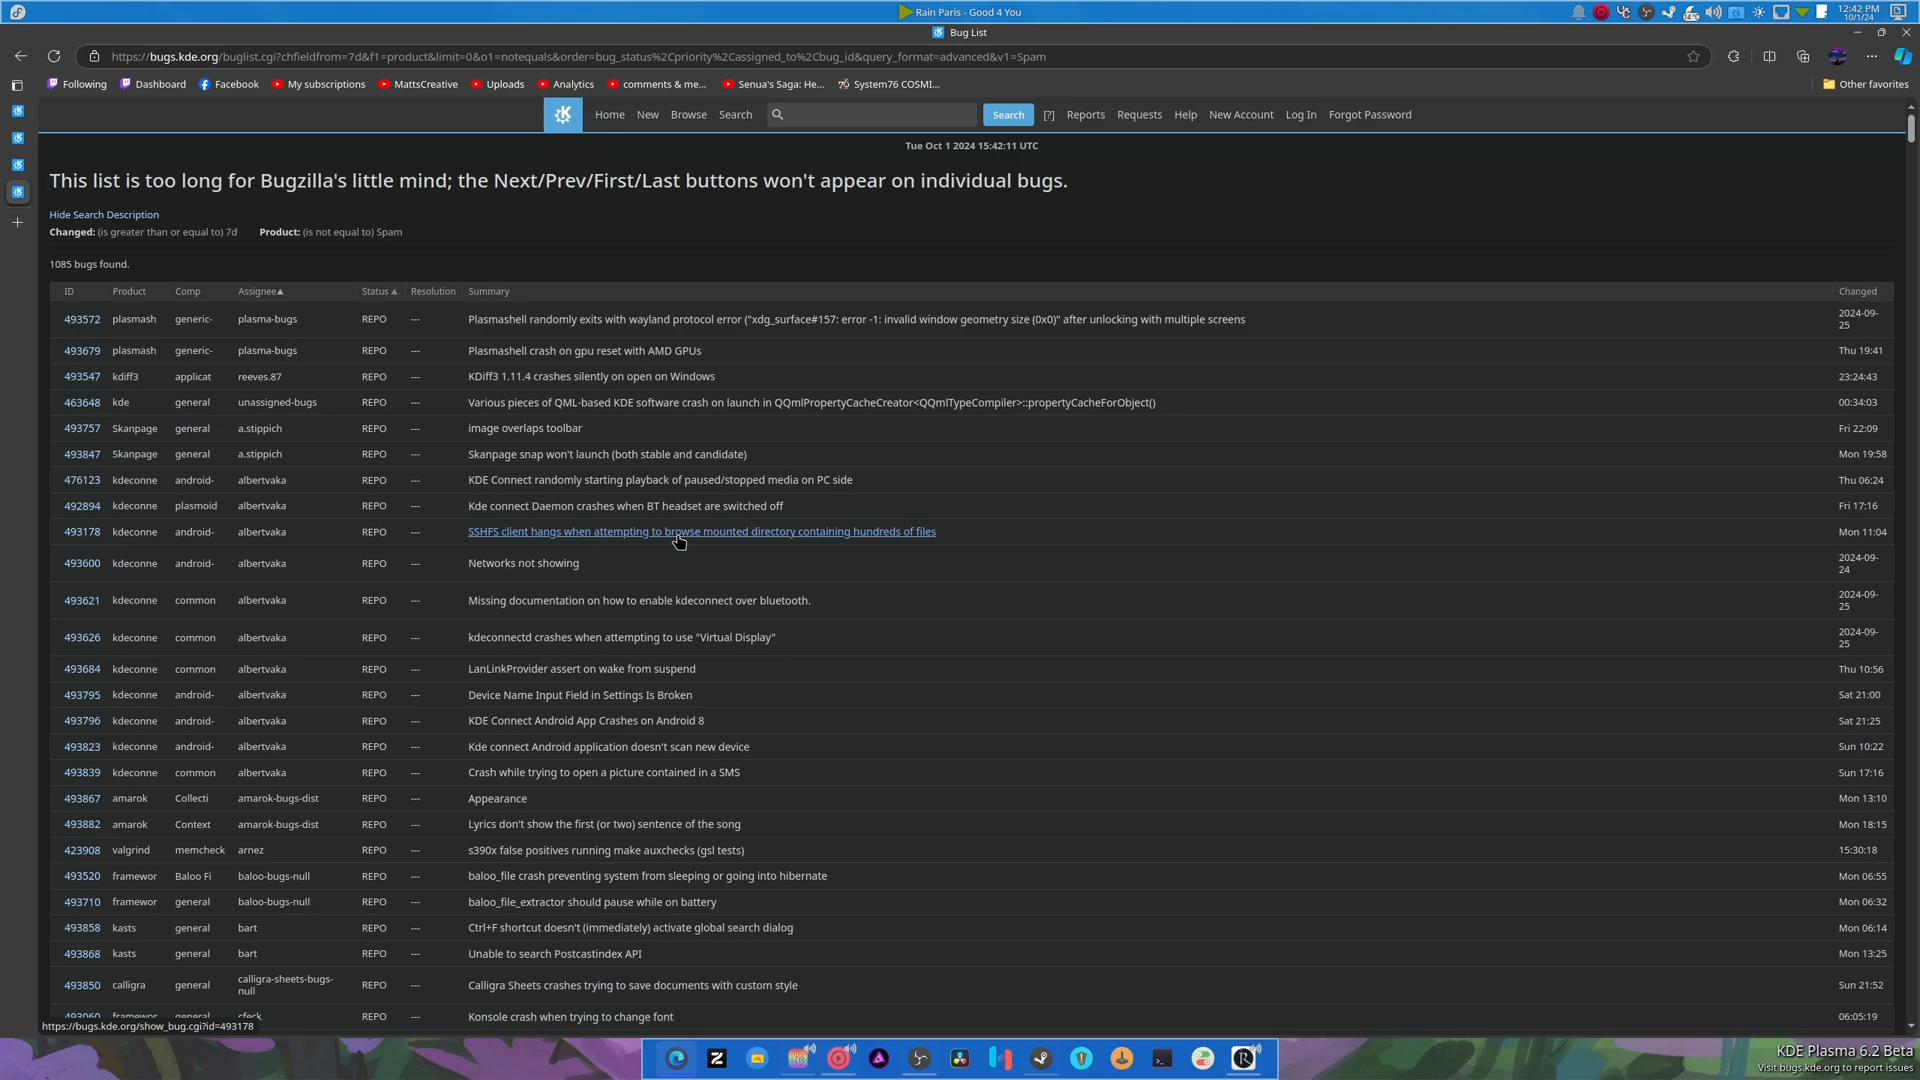 Rain Paris - Good 4 You
12:42 PM
10/1/24
Bug List
https://bugs.kde.org/buglist.cgi?chfieldfrom=7d&f1=product&limit=0&o1=notequals&order=bug_status%2Cpriority%2Cassigned_to%2Cbug_id&query_format=advanced&v1=Spam
Following Dashboard Facebook My subscriptions MattsCreative Uploads Analytics comments & me... Senua's Saga: He... System76 COSMI... Other favorites
Home New Browse Search Search [?] Reports Requests Help New Account Log In Forgot Password
Tue Oct 1 2024 15:42:11 UTC
This list is too long for Bugzilla's little mind; the Next/Prev/First/Last buttons won't appear on individual bugs.
Hide Search Description
Changed: (is greater than or equal to) 7d Product: (is not equal to) Spam
1085 bugs found.
ID Product Comp Assignee▲ Status ▲ Resolution Summary Changed
493572 plasmash generic- plasma-bugs REPO --- Plasmashell randomly exits with wayland protocol error ("xdg_surface#157: error -1: invalid window geometry size (0x0)" after unlocking with multiple screens 2024-09-
25
493679 plasmash generic- plasma-bugs REPO --- Plasmashell crash on gpu reset with AMD GPUs Thu 19:41
493547 kdiff3 applicat reeves.87 REPO --- KDiff3 1.11.4 crashes silently on open on Windows 23:24:43
463648 kde general unassigned-bugs REPO --- Various pieces of QML-based KDE software crash on launch in QQmlPropertyCacheCreator<QQmlTypeCompiler>::propertyCacheForObject() 00:34:03
493757 Skanpage general a.stippich REPO --- image overlaps toolbar Fri 22:09
493847 Skanpage general a.stippich REPO --- Skanpage snap won't launch (both stable and candidate) Mon 19:58
476123 kdeconne android- albertvaka REPO --- KDE Connect randomly starting playback of paused/stopped media on PC side Thu 06:24
492894 kdeconne plasmoid albertvaka REPO --- Kde connect Daemon crashes when BT headset are switched off Fri 17:16
493178 kdeconne android- albertvaka REPO --- SSHFS client hangs when attempting to browse mounted directory containing hundreds of files Mon 11:04
493600 kdeconne android- albertvaka REPO --- Networks not showing 2024-09-
24
493621 kdeconne common albertvaka REPO --- Missing documentation on how to enable kdeconnect over bluetooth. 2024-09-
25
493626 kdeconne common albertvaka REPO --- kdeconnectd crashes when attempting to use "Virtual Display" 2024-09-
25
493684 kdeconne common albertvaka REPO --- LanLinkProvider assert on wake from suspend Thu 10:56
493795 kdeconne android- albertvaka REPO --- Device Name Input Field in Settings Is Broken Sat 21:00
493796 kdeconne android- albertvaka REPO --- KDE Connect Android App Crashes on Android 8 Sat 21:25
493823 kdeconne android- albertvaka REPO --- Kde connect Android application doesn't scan new device Sun 10:22
493839 kdeconne common albertvaka REPO --- Crash while trying to open a picture contained in a SMS Sun 17:16
493867 amarok Collecti amarok-bugs-dist REPO --- Appearance Mon 13:10
493882 amarok Context amarok-bugs-dist REPO --- Lyrics don't show the first (or two) sentence of the song Mon 18:15
423908 valgrind memcheck arnez REPO --- s390x false positives running make auxchecks (gsl tests) 15:30:18
493520 framewor Baloo Fi baloo-bugs-null REPO --- baloo_file crash preventing system from sleeping or going into hibernate Mon 06:55
493710 framewor general baloo-bugs-null REPO --- baloo_file_extractor should pause while on battery Mon 06:32
493858 kasts general bart REPO --- Ctrl+F shortcut doesn't (immediately) activate global search dialog Mon 06:14
493868 kasts general bart REPO --- Unable to search Postcastindex API Mon 13:25
493850 calligra general calligra-sheets-bugs-
null REPO --- Calligra Sheets crashes trying to save documents with custom style Sun 21:52
493060 framewor general cfeck REPO --- Konsole crash when trying to change font 06:05:19
https://bugs.kde.org/show_bug.cgi?id=493178
KDE Plasma 6.2 Beta
Visit bugs.kde.org to report issues